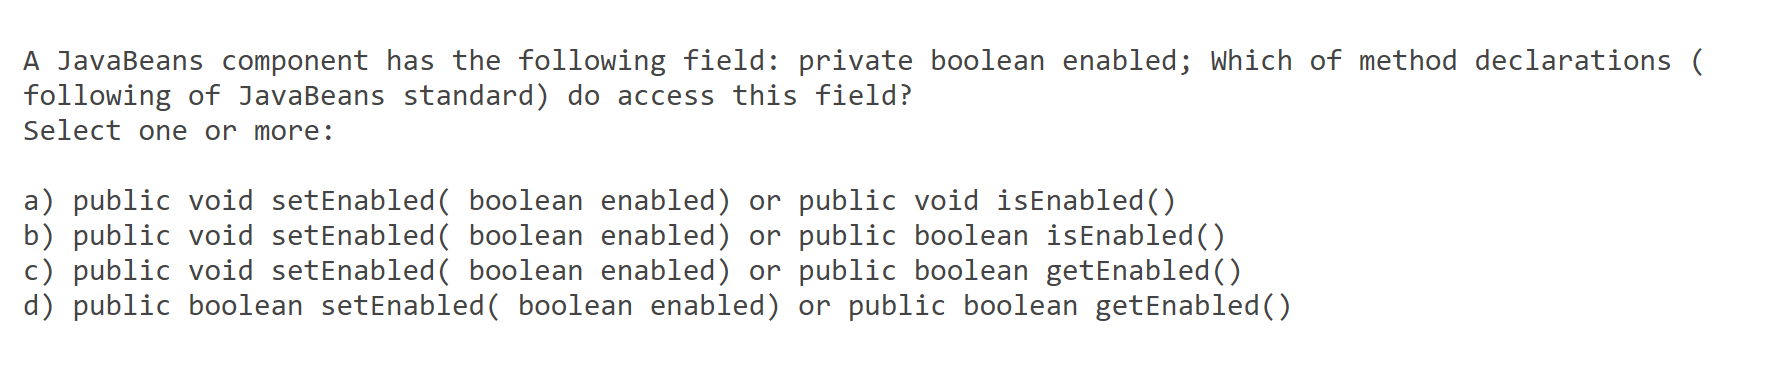 A JavaBeans component has the following field: private boolean enabled; Which of method declarations (
following of JavaBeans standard) do access this field?
Select one or more:
a) public void setEnabled( boolean enabled) or public void isEnabled()
b) public void setEnabled( boolean enabled) or public boolean isEnabled()
c) public void setEnabled( boolean enabled) or public boolean getEnabled()
d) public boolean setEnabled( boolean enabled) or public boolean getEnabled()